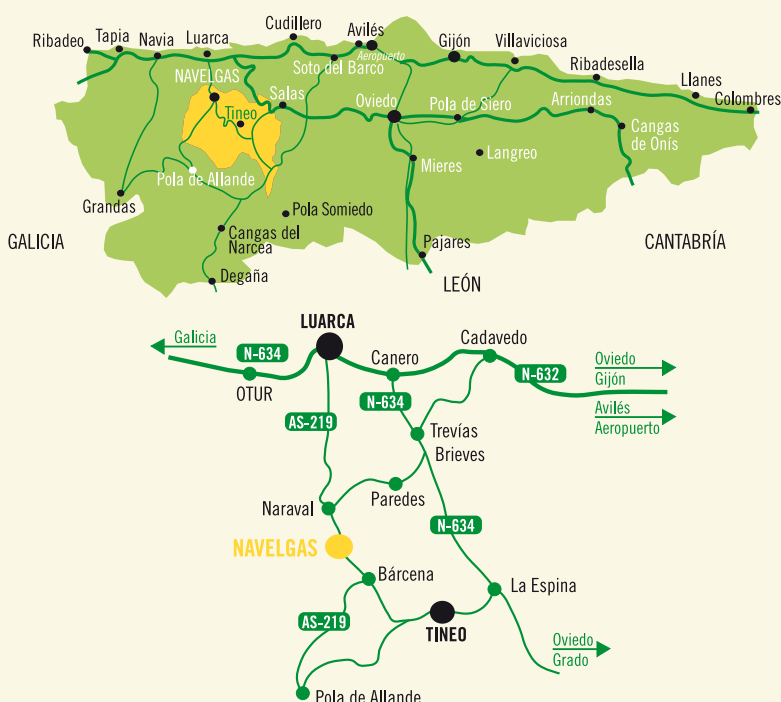 Ribadeo
Tapia
Navia
Luarca
Cudillero
Avilés
Aeropuerto
Gijón
Villaviciosa
Soto del Barco
Ribadesella
Llanes
Colombres
NAVELGAS
Salas
Tineo
Oviedo
Pola de Siero
Arriondas
Cangas
de Onís
Langreo
Mieres
Pola de Allande
Grandas
Pola Somiedo
GALICIA
Cangas del
Narcea
Pajares
CANTABRÍA
Degaña
LEÓN
LUARCA
Galicia
N-634
OTUR
Canero
Cadavedo
N-632
Oviedo
Gijón
Avilés
Aeropuerto
N-634
AS-219
Trevías
Brieves
Paredes
Naraval
N-634
NAVELGAS
Bárcena
La Espina
AS-219
TINEO
Oviedo
Grado
Pola de Allande